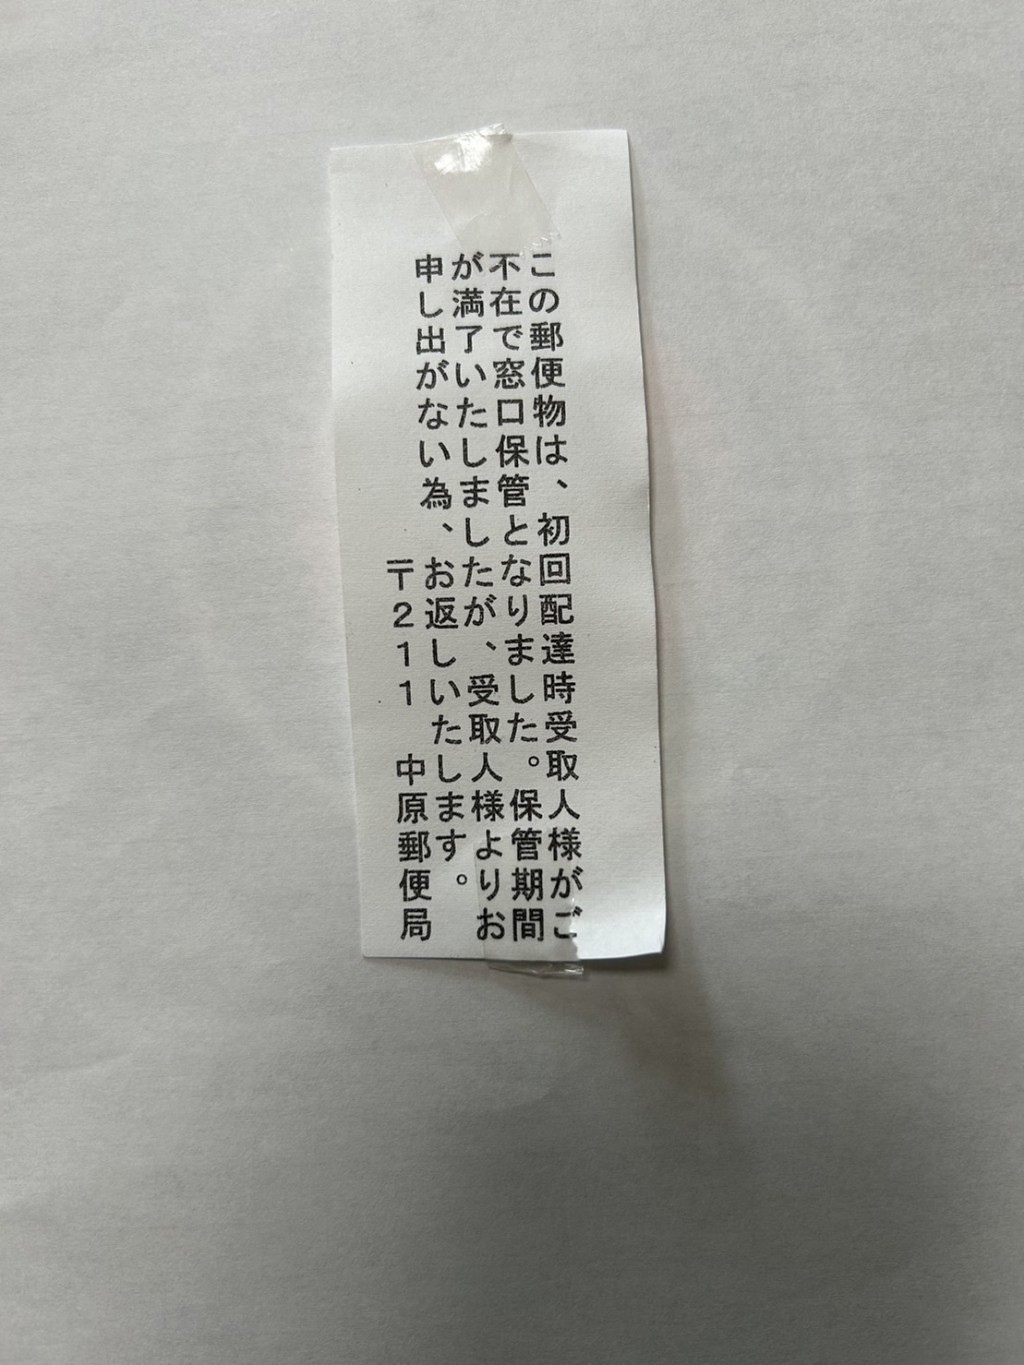 この郵便物は、初回配達時受取人様がご
不在で窓口保管となりました。保管期間
が満了いたしましたが、受取人様よりお
申し出がない為、お返しいたします。
〒211 中原郵便局